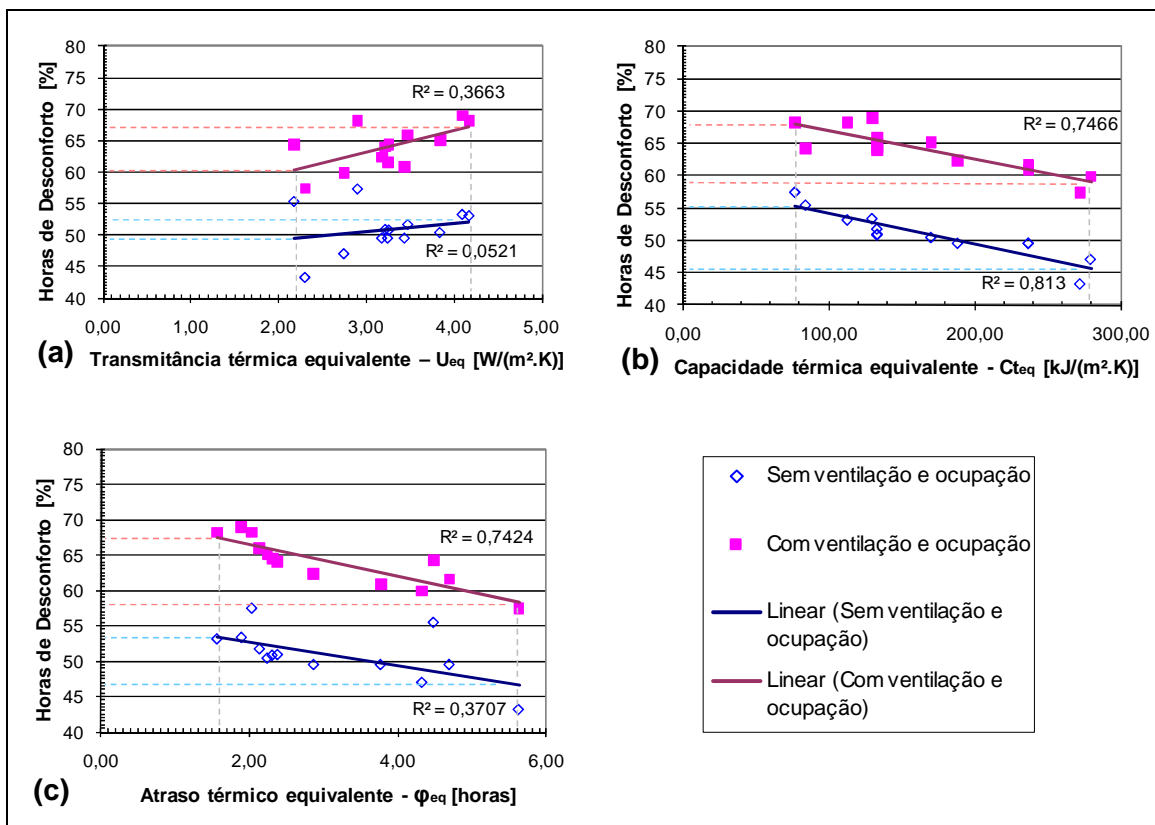 Horas de Desconforto [%]
80
75
70
65
60
55
50
45
40
R² = 0,3663
R² = 0,0521
0,00 1,00 2,00 3,00 4,00 5,00
(a) Transmitância térmica equivalente – Ueq [W/(m².K)]
Horas de Desconforto [%]
80
75
70
65
60
55
50
45
40
R² = 0,7466
R² = 0,813
0,00 100,00 200,00 300,00
(b) Capacidade térmica equivalente - Cteq [kJ/(m².K)]
Horas de Desconforto [%]
80
75
70
65
60
55
50
45
40
R² = 0,7424
R² = 0,3707
0,00 2,00 4,00 6,00
(c) Atraso térmico equivalente - φeq [horas]
Sem ventilação e ocupação
Com ventilação e ocupação
Linear (Sem ventilação e
ocupação)
Linear (Com ventilação e
ocupação)